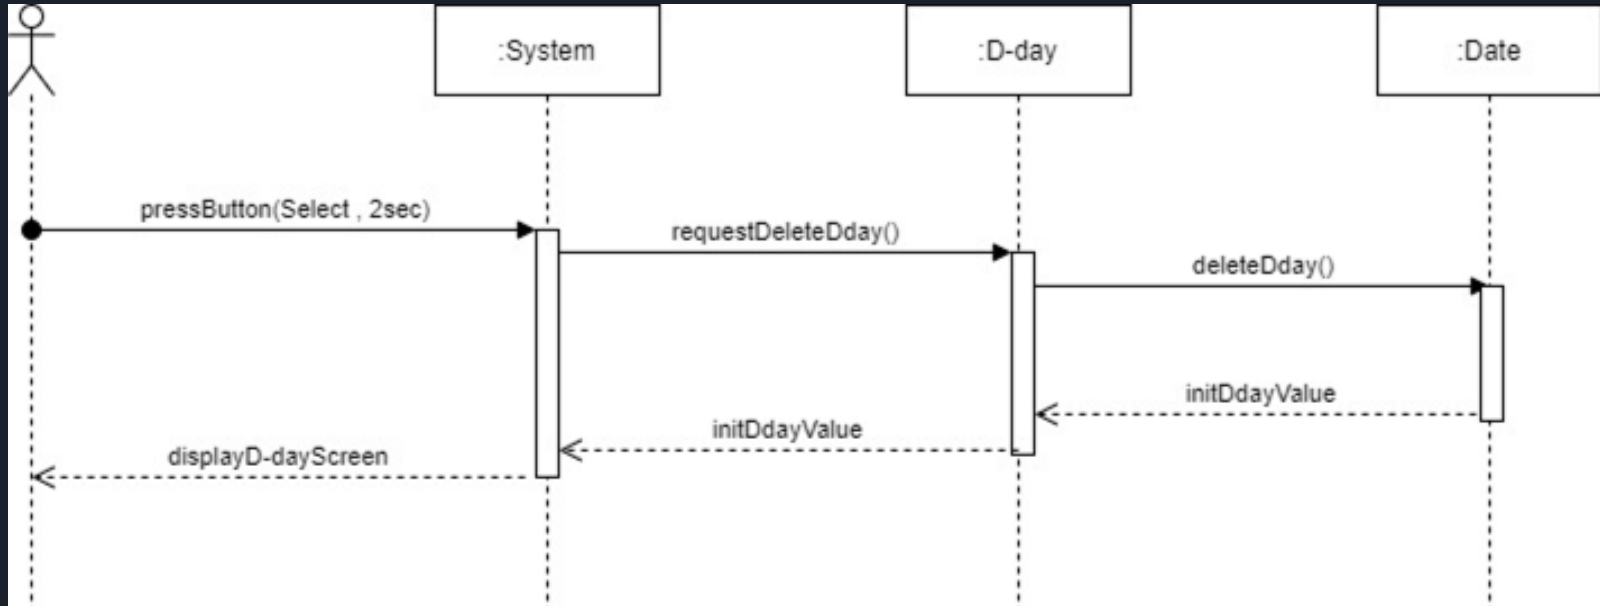 :System
:D-day
:Date
pressButton(Select , 2sec)
requestDeleteDday()
deleteDday()
initDdayValue
initDdayValue
displayD-dayScreen